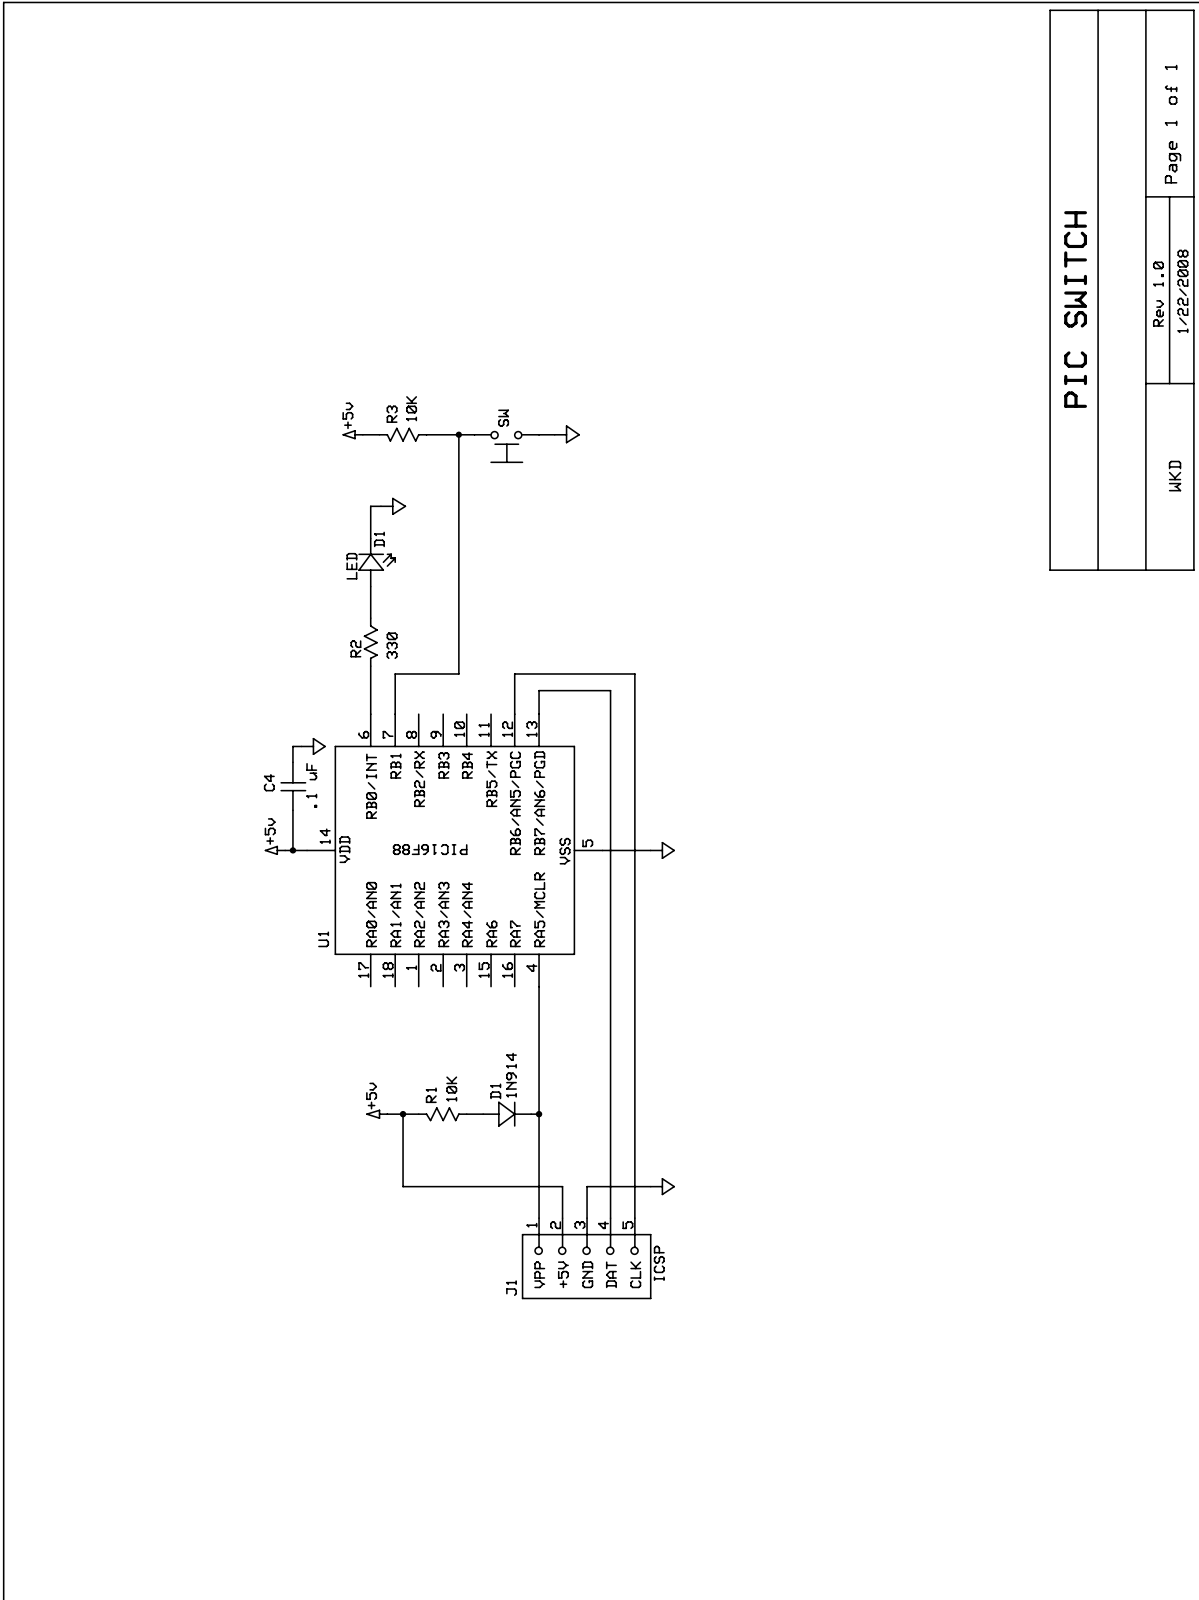 +5v
R1
10K
D1
1N914
J1
VPP 1
+5V 2
GND 3
DAT 4
CLK 5
ICSP
U1
+5v
C4
.1 uF
14
VDD
PIC16F88
17 RA0/AN0
18 RA1/AN1
1 RA2/AN2
2 RA3/AN3
3 RA4/AN4
15 RA6
16 RA7
4 RA5/MCLR
RB0/INT 6
RB1 7
RB2/RX 8
RB3 9
RB4 10
RB5/TX 11
RB6/AN5/PGC 12
RB7/AN6/PGD 13
VSS
5
R2
330
LED
D1
+5v
R3
10K
SW
PIC SWITCH
WKD
Rev 1.0
1/22/2008
Page 1 of 1